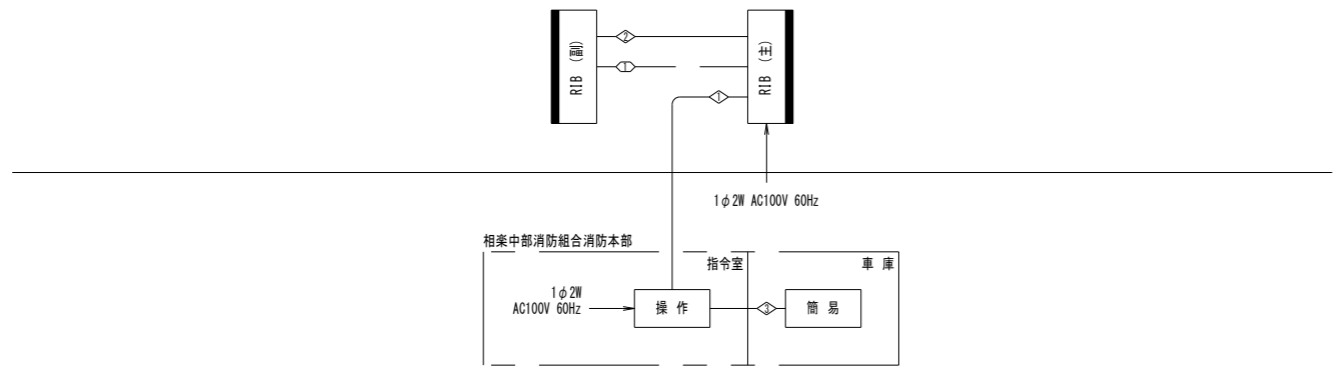 RIB (副)
②
①
①
RIB (主)
1φ2W AC100V 60Hz
相楽中部消防組合消防本部
指令室
車 庫
1φ2W
AC100V 60Hz
操 作
③
簡 易